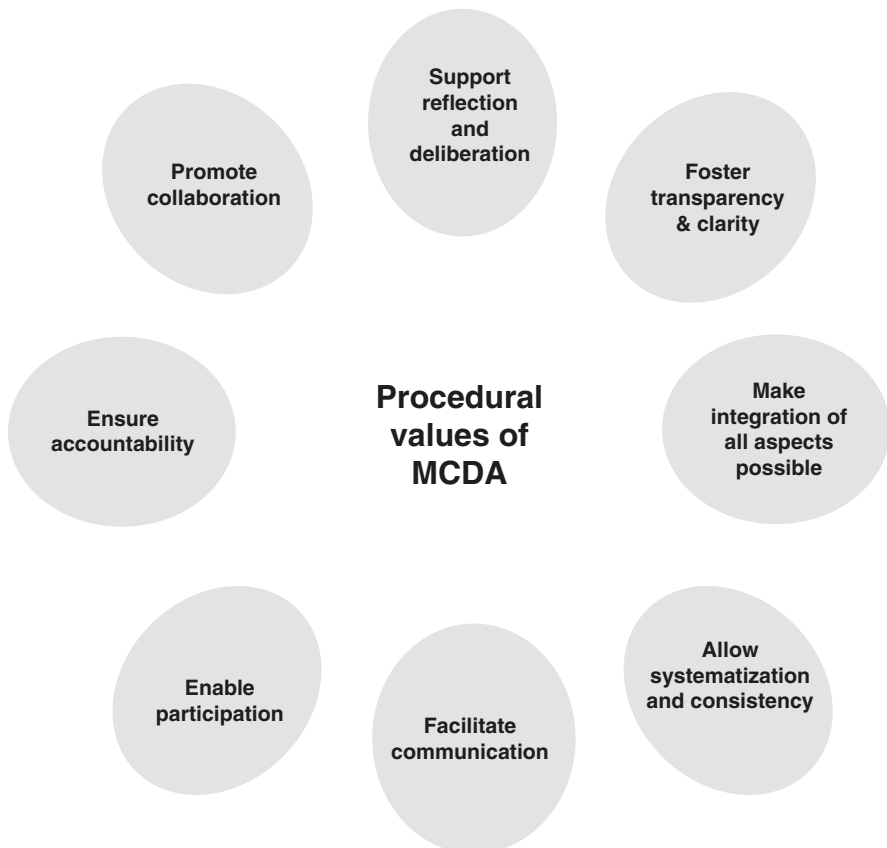 Support
reflection
and
deliberation
Foster
transparency
& clarity
Make
integration of
all aspects
possible
Allow
systematization
and consistency
Facilitate
communication
Enable
participation
Ensure
accountability
Promote
collaboration
Procedural
values of
MCDA